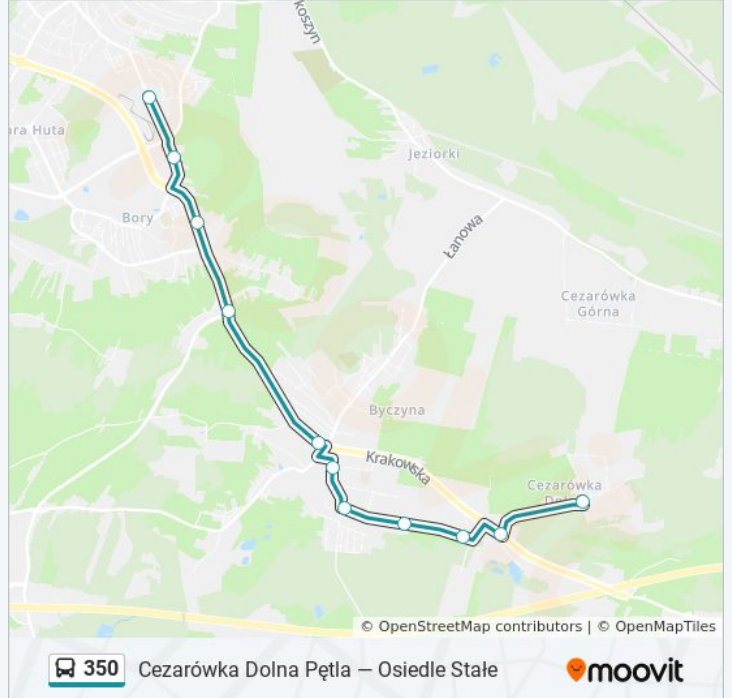 koszyn
ara Huta
Jeziorki
Bory
Łanowa
Cezarówka
Górna
Byczyna
Krakowska
Cezarówka
© OpenStreetMap contributors | © OpenMapTiles
350 Cezarówka Dolna Pętla – Osiedle Stałe moovit